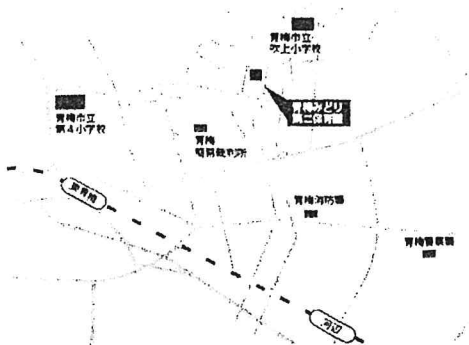 青梅市立
吹上小学校
青梅みどり
第二保育園
青梅市立
第4小学校
青梅
簡易裁判所
東青梅
青梅消防署
青梅警察署
河辺